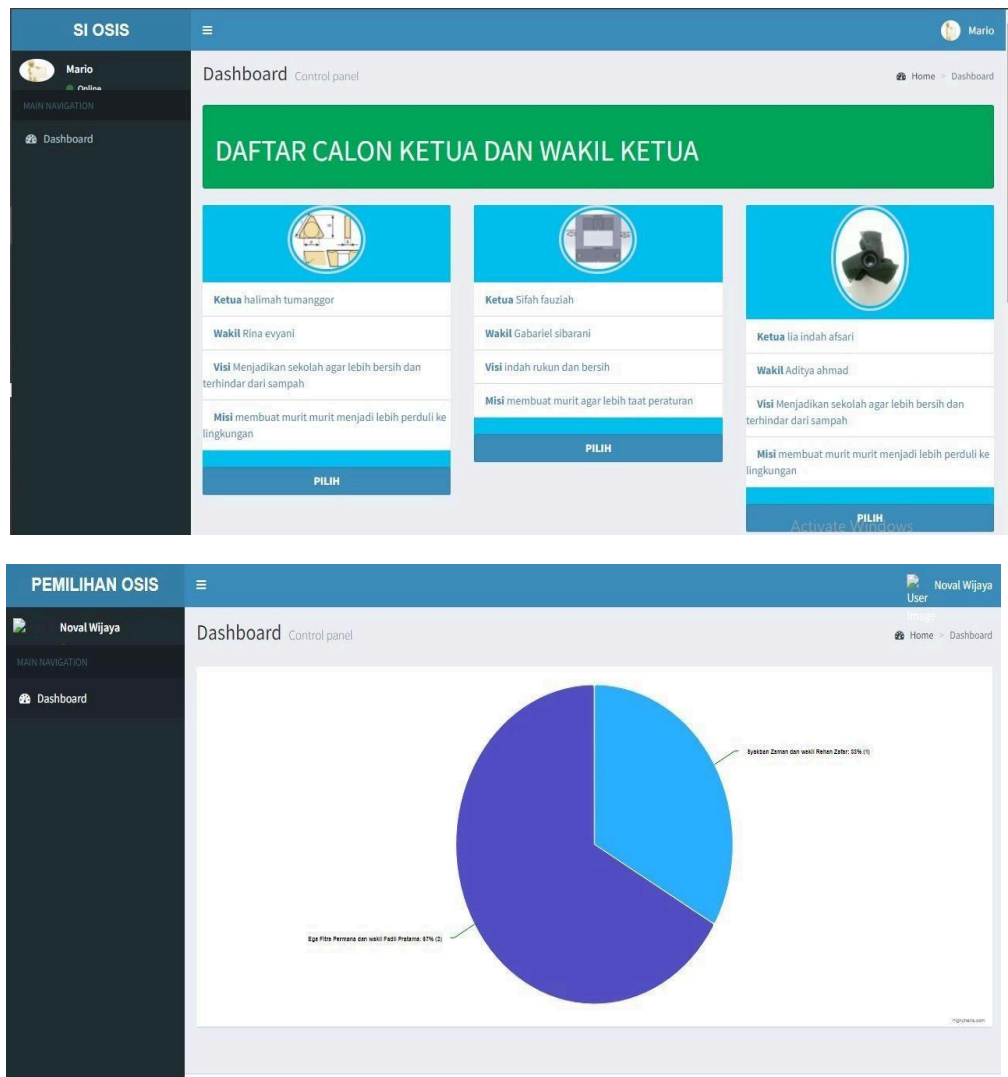 SI OSIS
Mario
Mario
Online
Dashboard Control panel
Home > Dashboard
MAIN NAVIGATION
Dashboard
DAFTAR CALON KETUA DAN WAKIL KETUA
Ketua halimah tumanggor
Wakil Rina evyani
Visi Menjadikan sekolah agar lebih bersih dan
terhindar dari sampah
Misi membuat murit murit menjadi lebih perduli ke
lingkungan
PILIH
Ketua Sifah fauziah
Wakil Gabariel sibarani
Visi indah rukun dan bersih
Misi membuat murit agar lebih taat peraturan
PILIH
Ketua lia indah afsari
Wakil Aditya ahmad
Visi Menjadikan sekolah agar lebih bersih dan
terhindar dari sampah
Misi membuat murit murit menjadi lebih perduli ke
lingkungan
PILIH
Activate Windows
PEMILIHAN OSIS
User
Image
Noval Wijaya
Noval Wijaya
Dashboard Control panel
Home > Dashboard
MAIN NAVIGATION
Dashboard
Syakban Zaman dan wakil Rehan Zafar: 33% (1)
Ega Fitra Permana dan wakil Fadli Pratama: 67% (2)
Highcharts.com